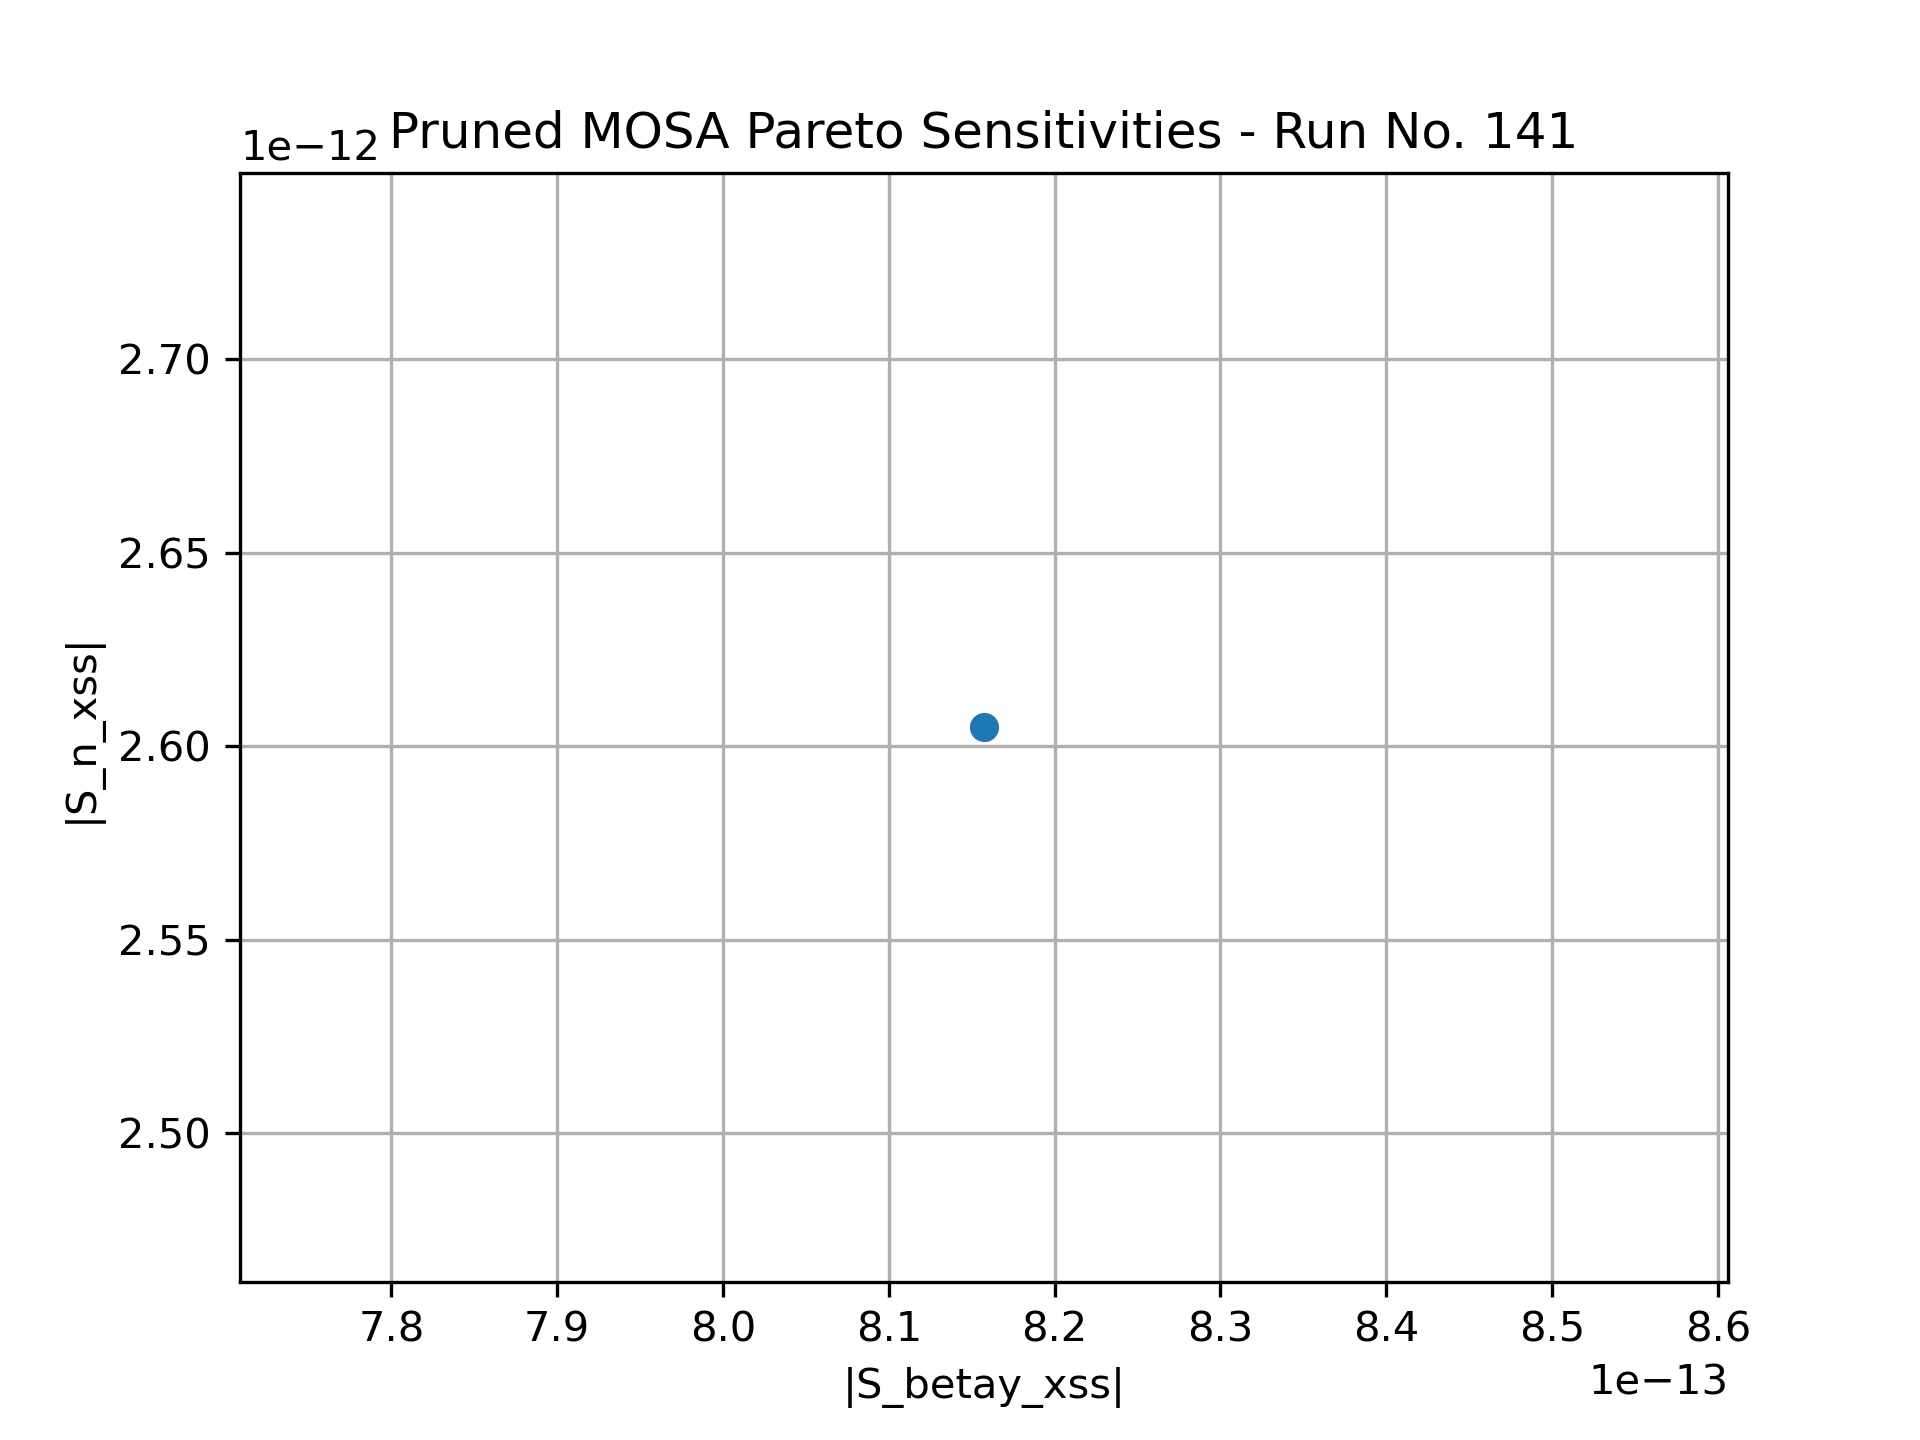 1e−12
Pruned MOSA Pareto Sensitivities - Run No. 141
2.70
2.65
2.60
2.55
2.50
|S_n_xss|
7.8 7.9 8.0 8.1 8.2 8.3 8.4 8.5 8.6
|S_betay_xss|
1e−13